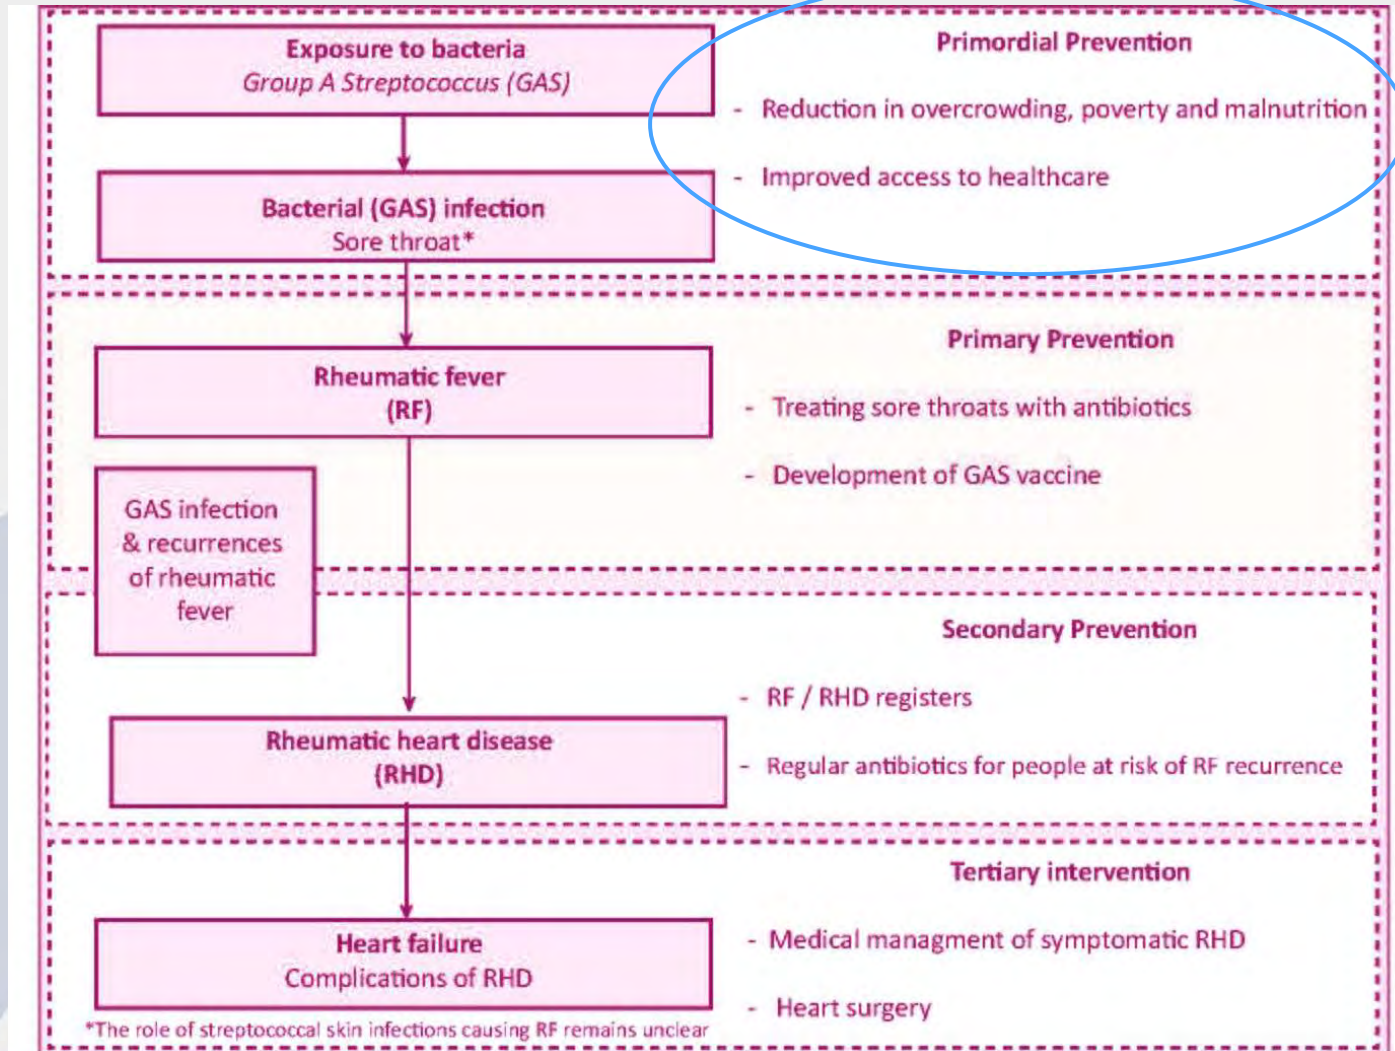 Exposure to bacteria
Group A Streptococcus (GAS)
Primordial Prevention
- Reduction in overcrowding, poverty and malnutrition
- Improved access to healthcare
Bacterial (GAS) infection
Sore throat*
Rheumatic fever
(RF)
Primary Prevention
- Treating sore throats with antibiotics
- Development of GAS vaccine
GAS infection
& recurrences
of rheumatic
fever
Secondary Prevention
- RF / RHD registers
- Regular antibiotics for people at risk of RF recurrence
Rheumatic heart disease
(RHD)
Tertiary intervention
- Medical managment of symptomatic RHD
- Heart surgery
Heart failure
Complications of RHD
*The role of streptococcal skin infections causing RF remains unclear